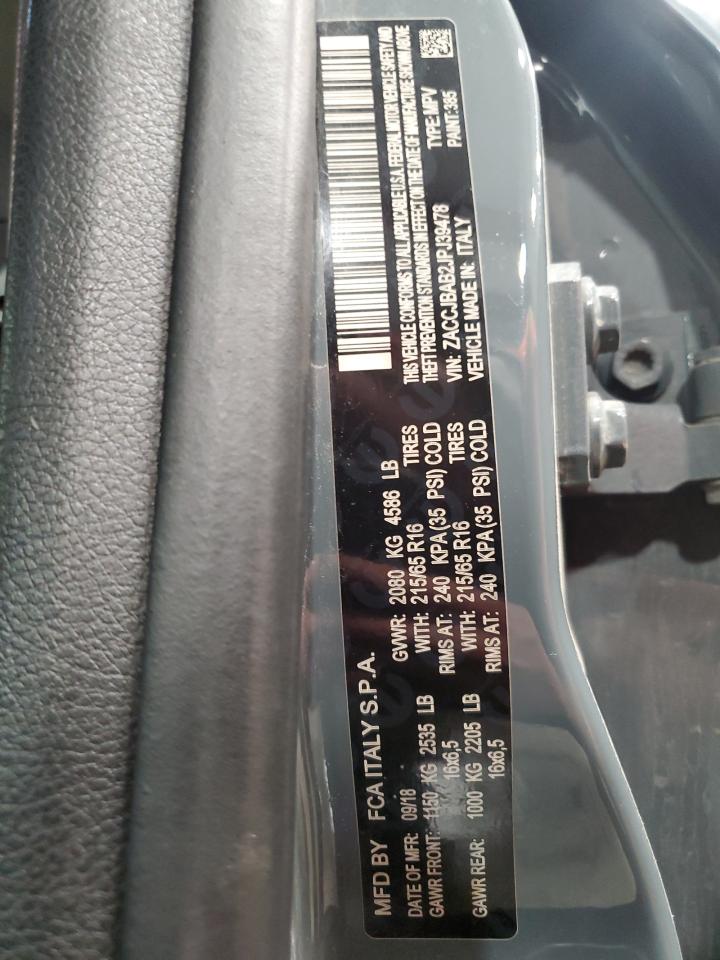 MFD BY FCA ITALY S.P.A.
DATE OF MFR: 09/18 GVWR: 2080 KG 4586 LB
GAWR FRONT: 1150 KG 2535 LB WITH: 215/65 R16 TIRES
16x6,5 RIMS AT: 240 KPA(35 PSI) COLD
GAWR REAR: 1000 KG 2205 LB WITH: 215/65 R16 TIRES
16x6,5 RIMS AT: 240 KPA(35 PSI) COLD
THIS VEHICLE CONFORMS TO ALL APPLICABLE U.S.A. FEDERAL MOTOR VEHICLE SAFETY AND
THEFT PREVENTION STANDARDS IN EFFECT ON THE DATE OF MANUFACTURE SHOWN ABOVE
VIN: ZACCJBAB2JPJ39478 TYPE: MPV
VEHICLE MADE IN: ITALY PAINT: 385